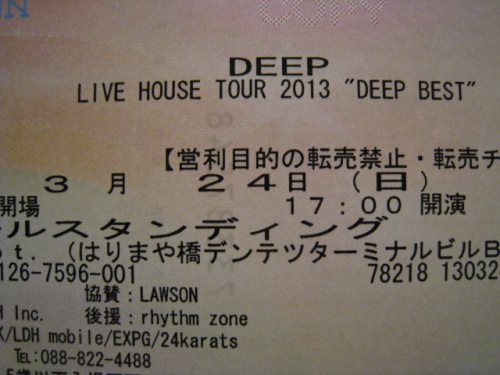 DEEP
LIVE HOUSE TOUR 2013 "DEEP BEST"
【営利目的の転売禁止・転売チ
3 月 24日 (日)
開場 17:00 開演
ルスタンディング
ot. (はりまや橋デンテツターミナルビルB
126-7596-001 78218 13032
協賛:LAWSON
H Inc. 後援:rhythm zone
K/LDH mobile/EXPG/24karats
TEL:088-822-4488